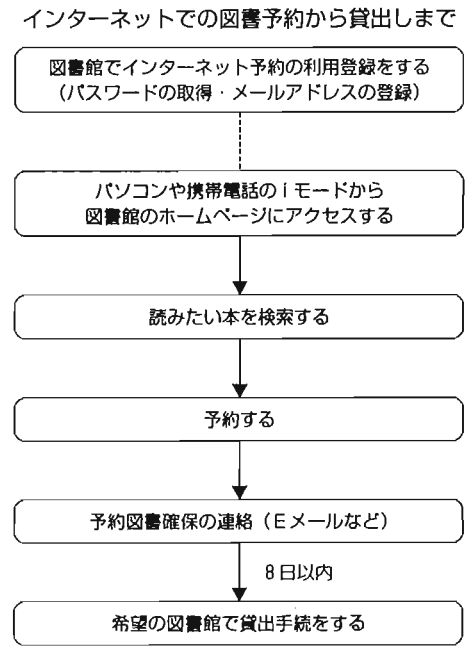 インターネットでの図書予約から貸出しまで
図書館でインターネット予約の利用登録をする
（パスワードの取得・メールアドレスの登録）
パソコンや携帯電話のｉモードから
図書館のホームページにアクセスする
読みたい本を検索する
予約する
予約図書確保の連絡（Ｅメールなど）
８日以内
希望の図書館で貸出手続をする